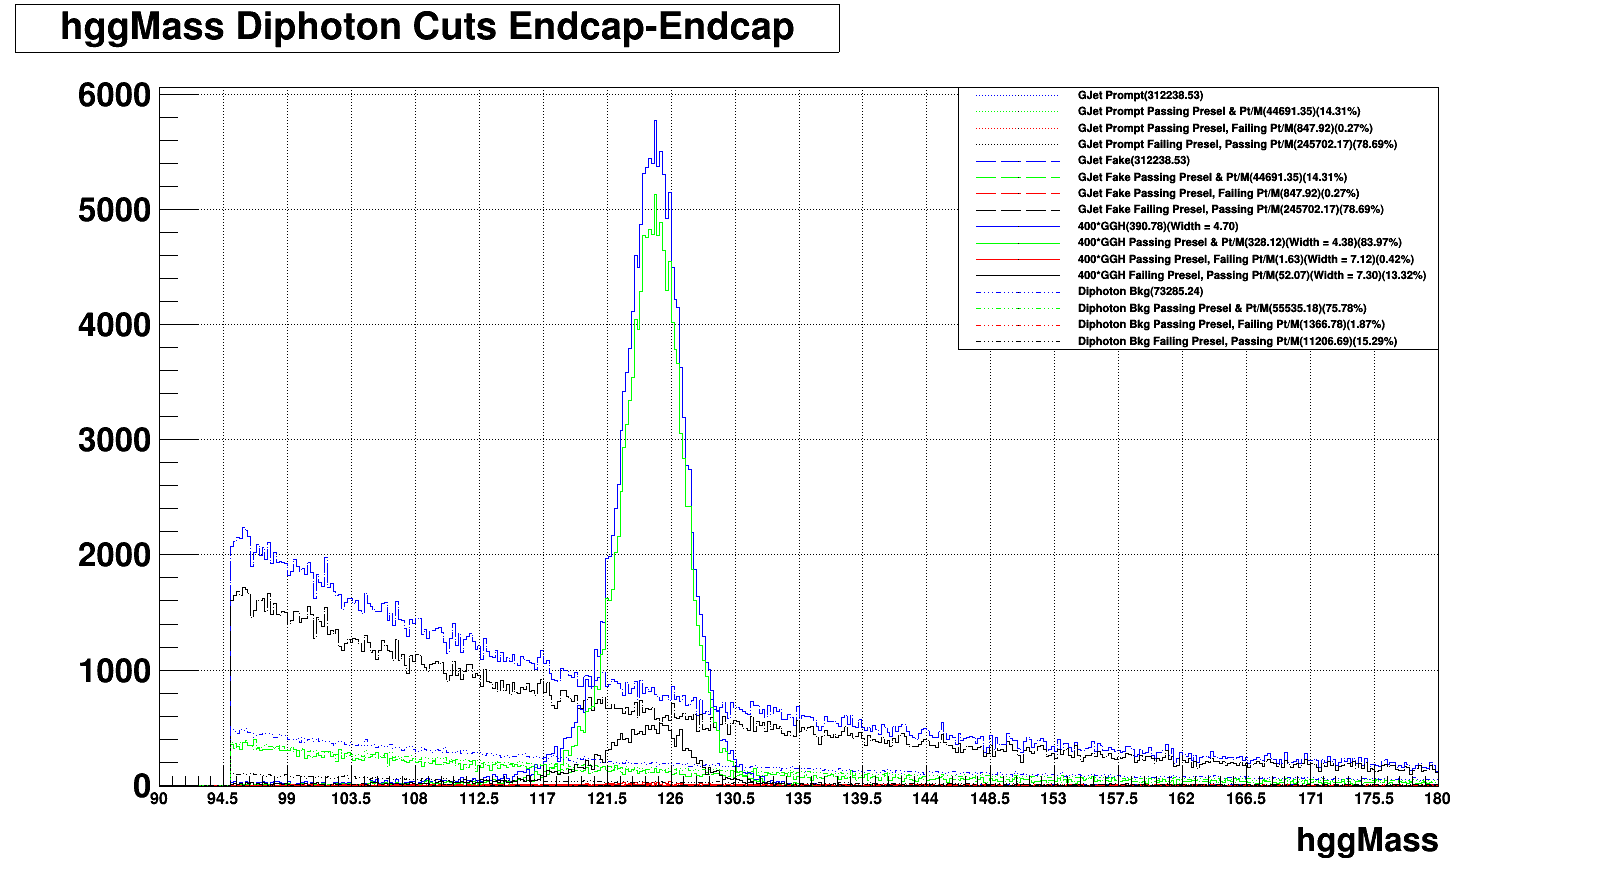 hggMass Diphoton Cuts Endcap-Endcap
6000
5000
4000
3000
2000
1000
0
GJet Prompt(312238.53)
GJet Prompt Passing Presel & Pt/M(44691.35)(14.31%)
GJet Prompt Passing Presel, Failing Pt/M(847.92)(0.27%)
GJet Prompt Failing Presel, Passing Pt/M(245702.17)(78.69%)
GJet Fake(312238.53)
GJet Fake Passing Presel & Pt/M(44691.35)(14.31%)
GJet Fake Passing Presel, Failing Pt/M(847.92)(0.27%)
GJet Fake Failing Presel, Passing Pt/M(245702.17)(78.69%)
400*GGH(390.78)(Width = 4.70)
400*GGH Passing Presel & Pt/M(328.12)(Width = 4.38)(83.97%)
400*GGH Passing Presel, Failing Pt/M(1.63)(Width = 7.12)(0.42%)
400*GGH Failing Presel, Passing Pt/M(52.07)(Width = 7.30)(13.32%)
Diphoton Bkg(73285.24)
Diphoton Bkg Passing Presel & Pt/M(55535.18)(75.78%)
Diphoton Bkg Passing Presel, Failing Pt/M(1366.78)(1.87%)
Diphoton Bkg Failing Presel, Passing Pt/M(11206.69)(15.29%)
90 94.5 99 103.5 108 112.5 117 121.5 126 130.5 135 139.5 144 148.5 153 157.5 162 166.5 171 175.5 180
hggMass